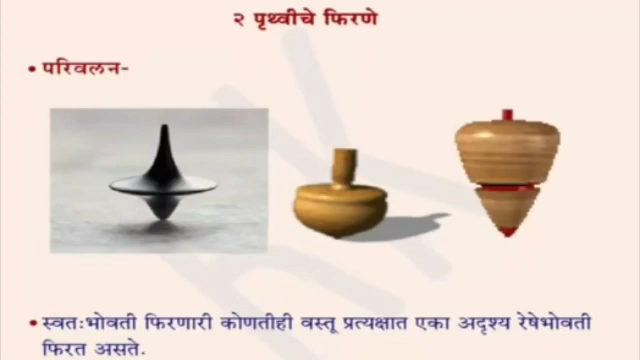 २ पृथ्वीचे फिरणे
• परिवलन-
• स्वतःभोवती फिरणारी कोणतीही वस्तू प्रत्यक्षात एका अदृश्य रेषेभोवती
फिरत असते.